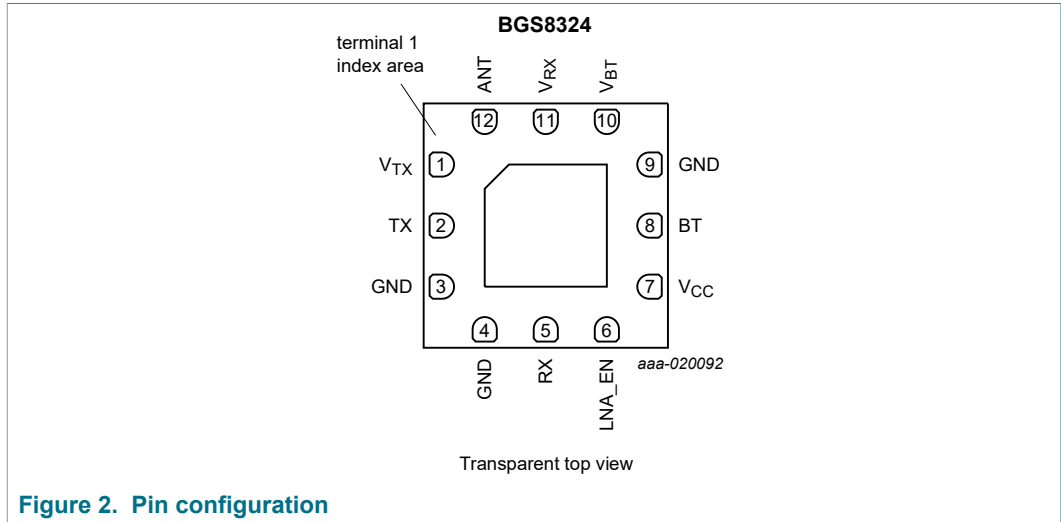 BGS8324
terminal 1
index area
ANT
VRX
VBT
12
11
10
VTX
1
9
GND
TX
2
8
BT
GND
3
7
VCC
4
5
6
GND
RX
LNA_EN
aaa-020092
Transparent top view
Figure 2. Pin configuration